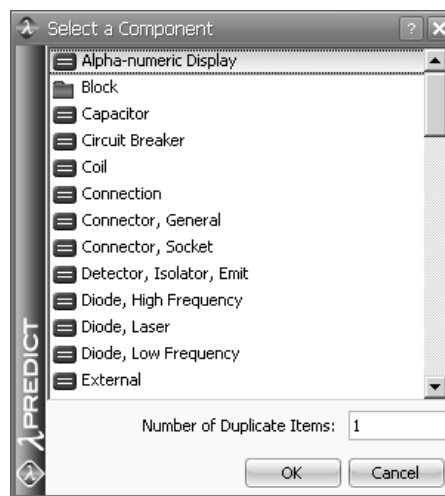 Select a Component
?
Alpha-numeric Display
Block
Capacitor
Circuit Breaker
Coil
Connection
Connector, General
Connector, Socket
Detector, Isolator, Emit
Diode, High Frequency
Diode, Laser
Diode, Low Frequency
External
λPREDICT
Number of Duplicate Items: 1
OK Cancel